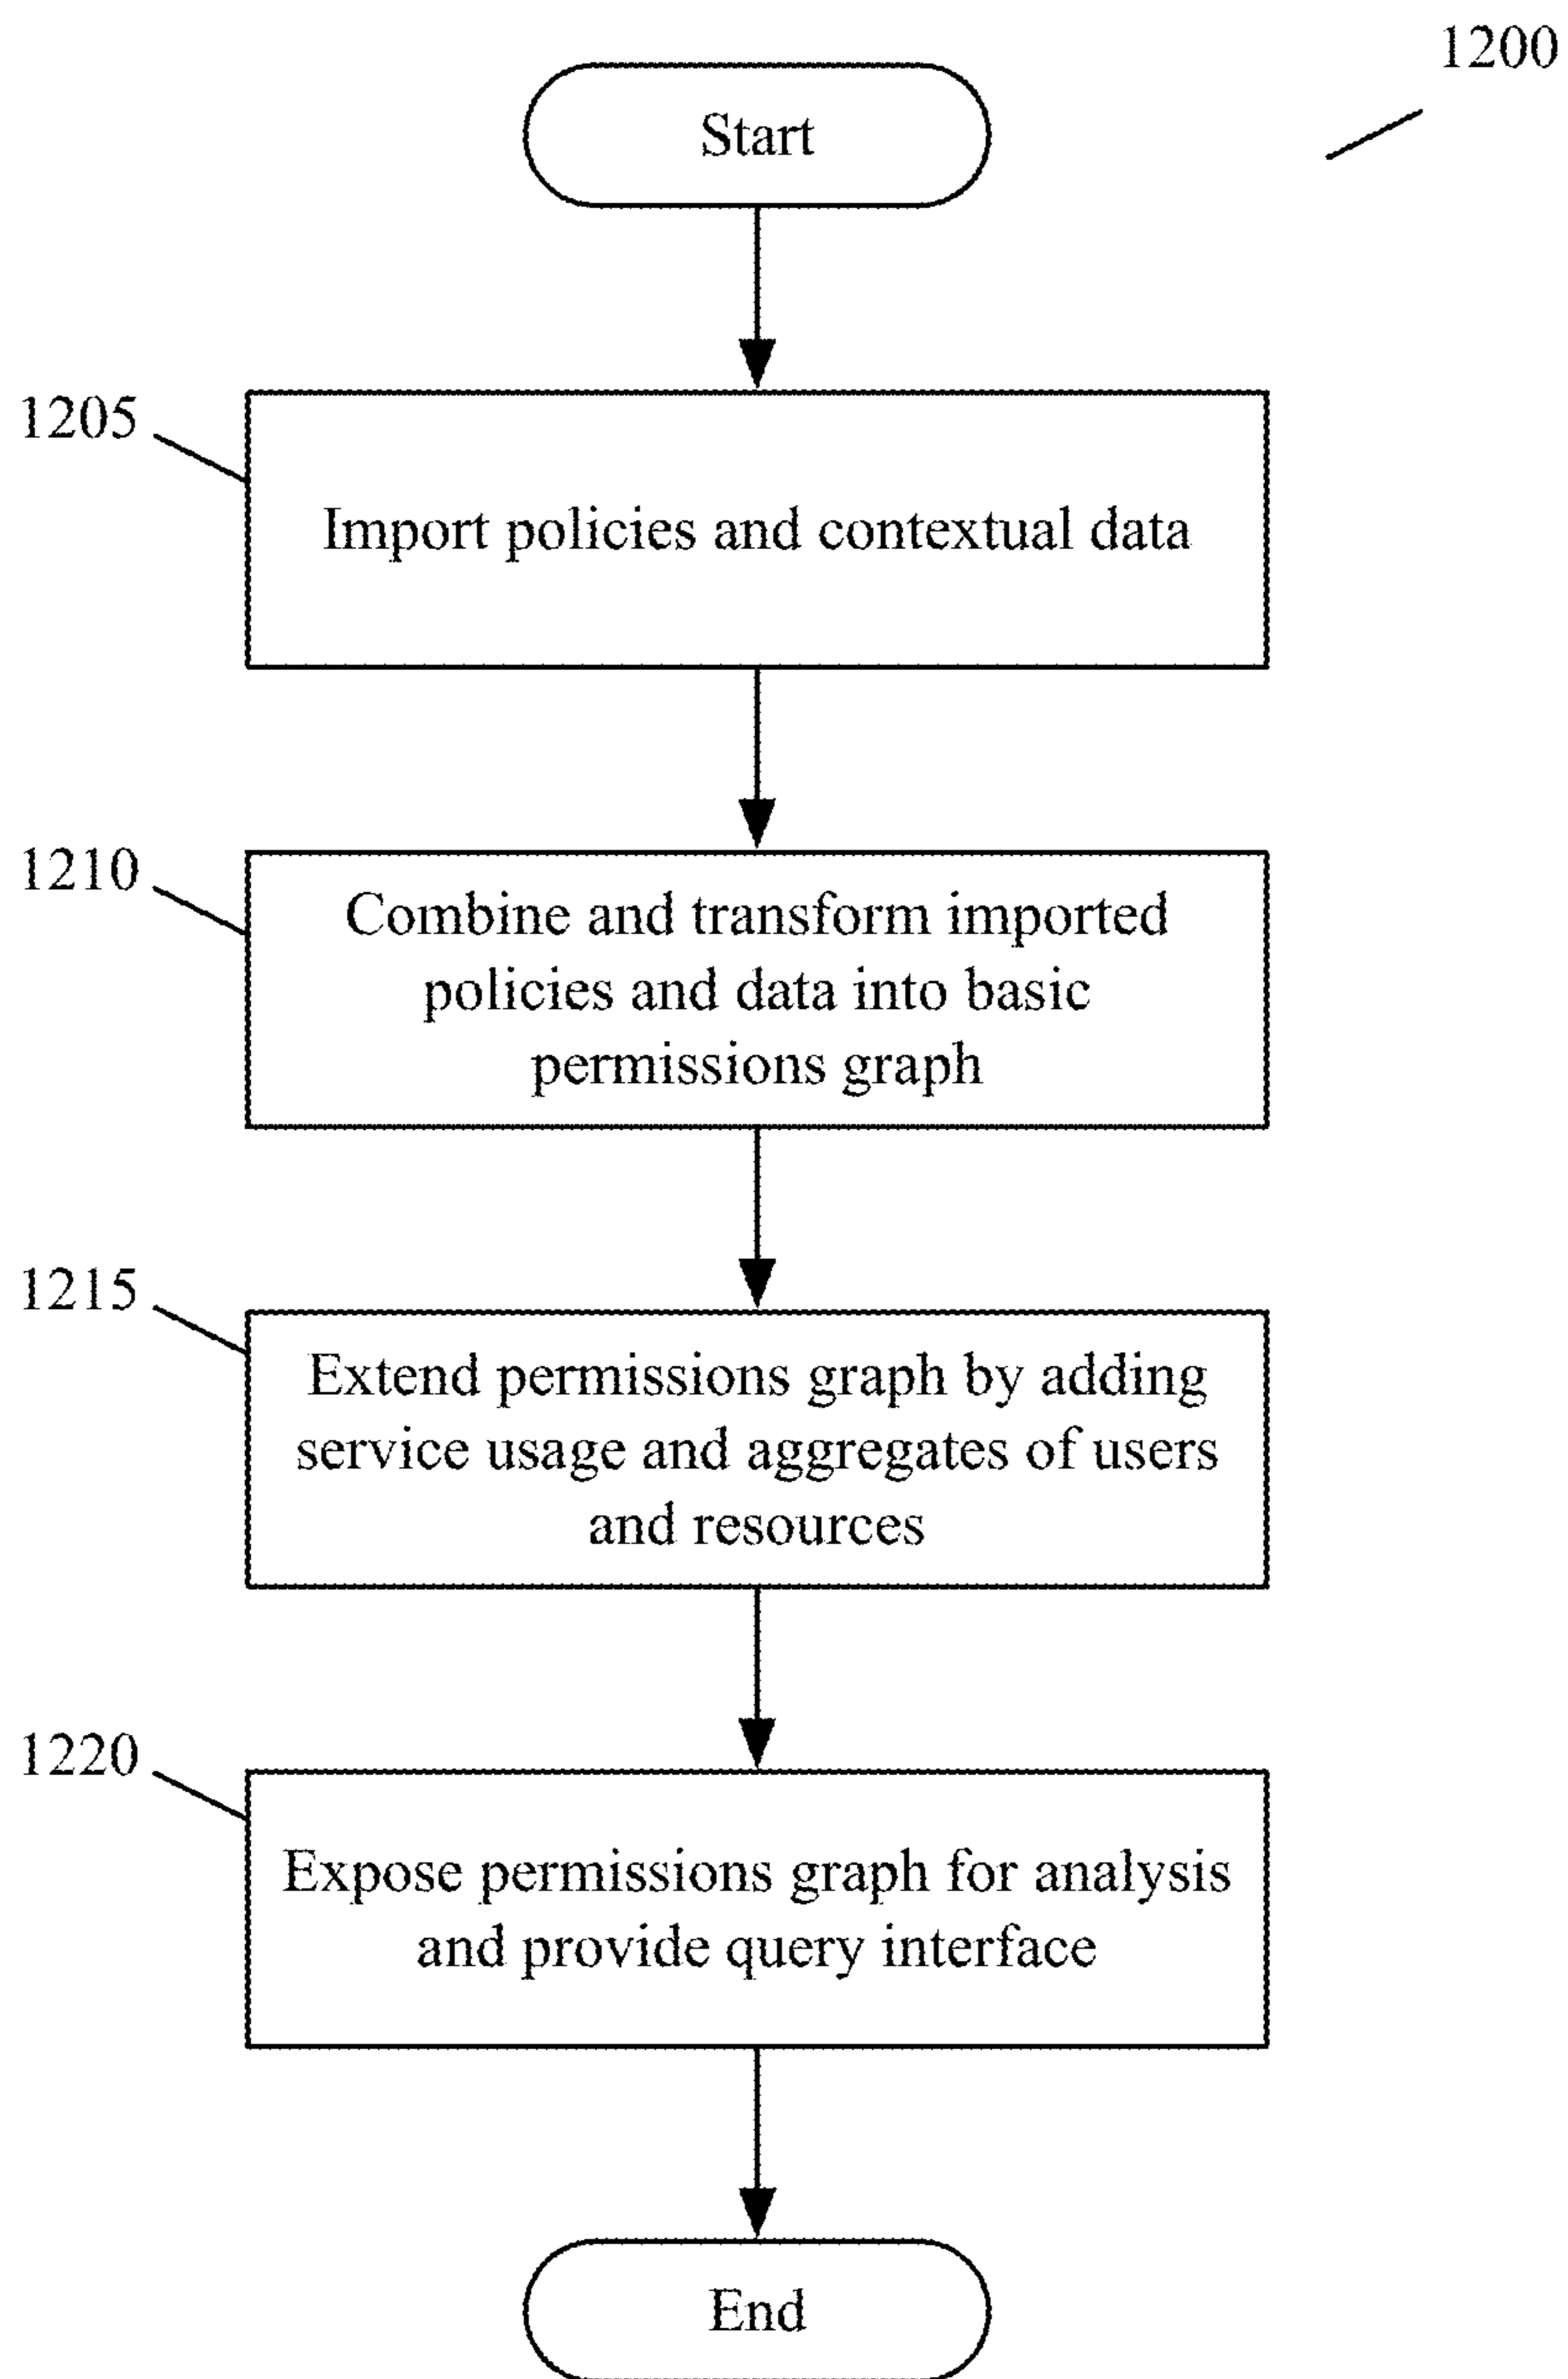 1200
Start
1205
Import policies and contextual data
1210
Combine and transform imported
policies and data into basic
permissions graph
1215
Extend permissions graph by adding
service usage and aggregates of users
and resources
1220
Expose permissions graph for analysis
and provide query interface
End